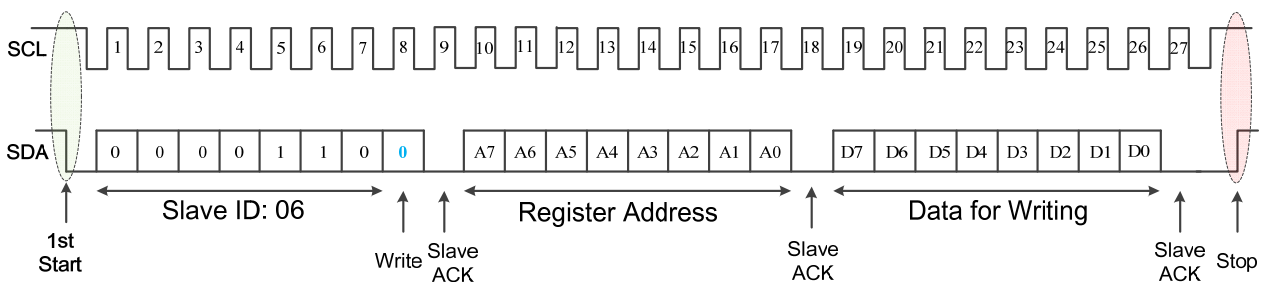 SCL 1 2 3 4 5 6 7 8 9 10 11 12 13 14 15 16 17 18 19 20 21 22 23 24 25 26 27
SDA 0 0 0 0 1 1 0 0 A7 A6 A5 A4 A3 A2 A1 A0 D7 D6 D5 D4 D3 D2 D1 D0
Slave ID: 06 Register Address Data for Writing
1st
Start
Write
Slave
ACK
Slave
ACK
Slave
ACK
Stop